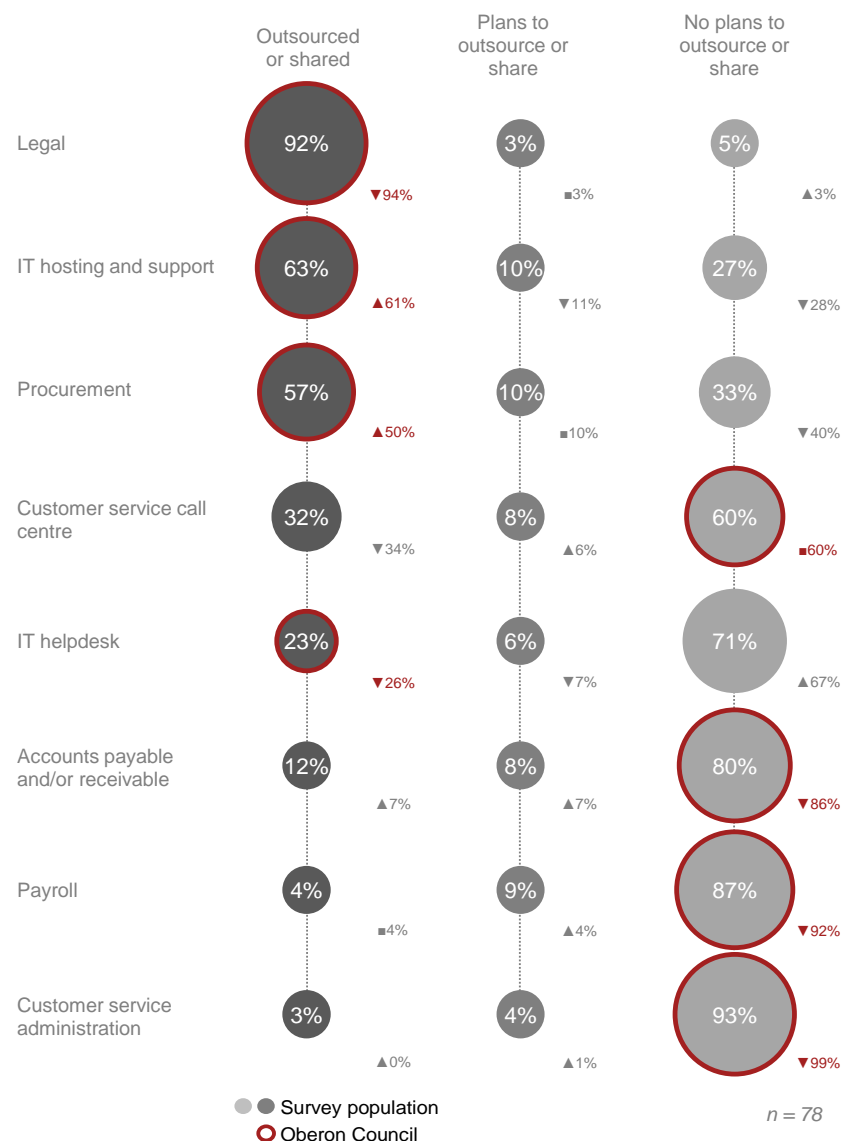 Outsourced
or shared
Plans to
outsource or
share
No plans to
outsource or
share
Legal
92%
3%
5%
▼94%
■3%
▲3%
IT hosting and support
63%
10%
27%
▲61%
▼11%
▼28%
Procurement
57%
10%
33%
▲50%
■10%
▼40%
Customer service call
centre
32%
8%
60%
▼34%
▲6%
■60%
IT helpdesk
23%
6%
71%
▼26%
▼7%
▲67%
Accounts payable
and/or receivable
12%
8%
80%
▲7%
▲7%
▼86%
Payroll
4%
9%
87%
■4%
▲4%
▼92%
Customer service
administration
3%
4%
93%
▲0%
▲1%
▼99%
Survey population
Oberon Council
n = 78